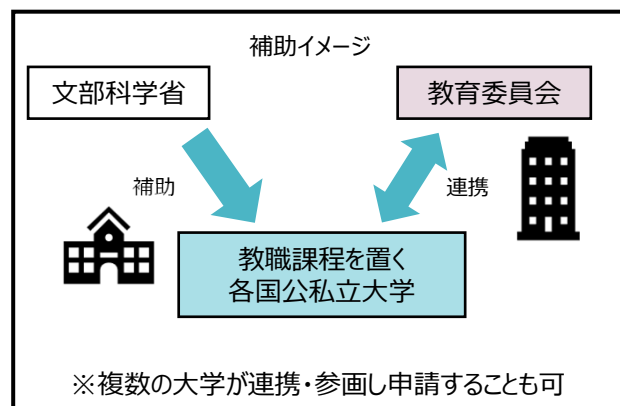 補助イメージ
文部科学省
教育委員会
補助
連携
教職課程を置く
各国公私立大学
※複数の大学が連携・参画し申請することも可